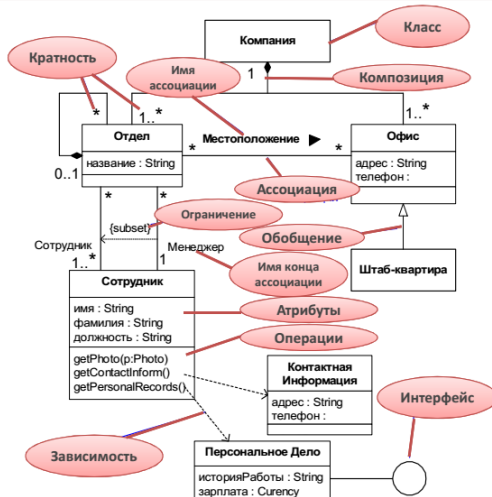 Компания
Класс
Кратность
Имя
ассоциации
1
Композиция
*
1..*
1..*
Отдел
Местоположение
Офис
название : String
*
*
адрес : String
телефон :
0..1
Ассоциация
*
*
Ограничение
{subset}
Обобщение
Сотрудник
Менеджер
1..*
1
Имя конца
ассоциации
Штаб-квартира
Сотрудник
имя : String
фамилия : String
должность : String
Атрибуты
Операции
getPhoto(p:Photo)
getContactInform()
getPersonalRecords()
Контактная
Информация
адрес : String
телефон :
Интерфейс
Зависимость
Персональное Дело
историяРаботы : String
зарплата : Curency